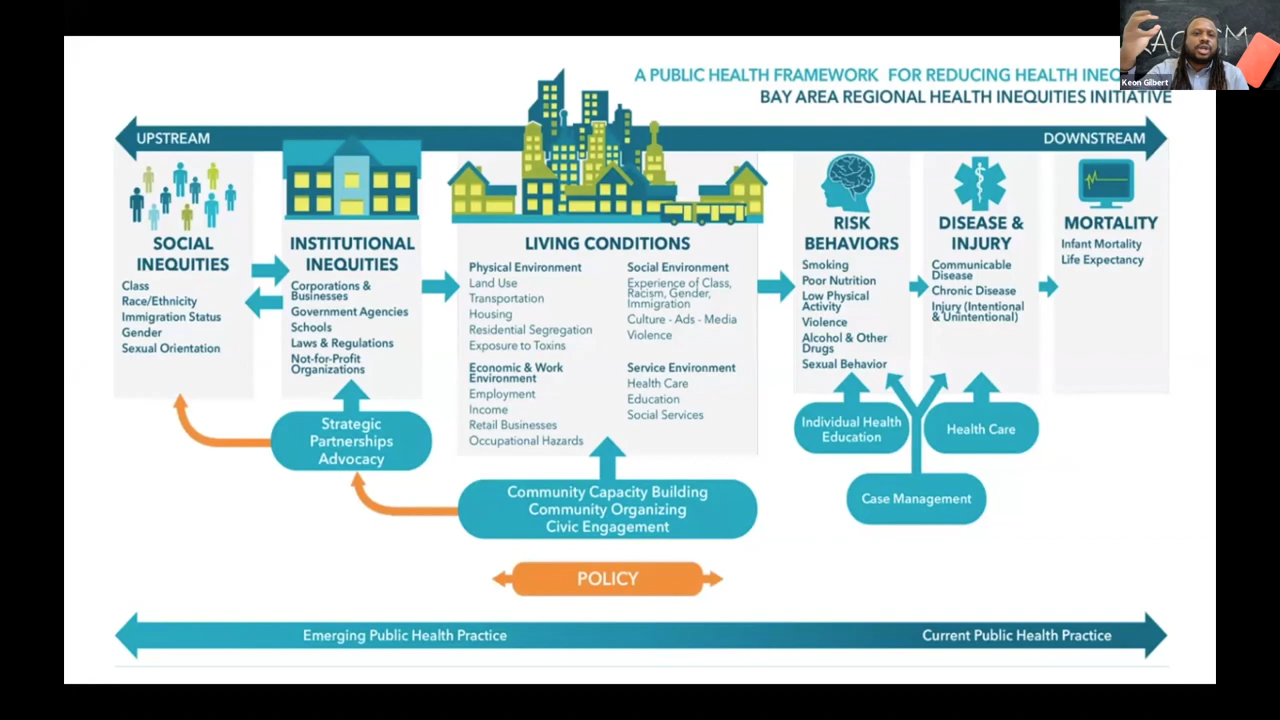 A PUBLIC HEALTH FRAMEWORK FOR REDUCING HEALTH
BAY AREA REGIONAL HEALTH INEQUITIES INITIATIVE
Keon Gilbert
UPSTREAM
DOWNSTREAM
SOCIAL
INEQUITIES
Class
Race/Ethnicity
Immigration Status
Gender
Sexual Orientation
INSTITUTIONAL
INEQUITIES
Corporations &
Businesses
Government Agencies
Schools
Laws & Regulations
Not-for-Profit
Organizations
LIVING CONDITIONS
Physical Environment
Land Use
Transportation
Housing
Residential Segregation
Exposure to Toxins
Economic & Work
Environment
Employment
Income
Retail Businesses
Occupational Hazards
Social Environment
Experience of Class,
Racism, Gender,
Immigration
Culture - Ads - Media
Violence
Service Environment
Health Care
Education
Social Services
RISK
BEHAVIORS
Smoking
Poor Nutrition
Low Physical
Activity
Violence
Alcohol & Other
Drugs
Sexual Behavior
DISEASE &
INJURY
Communicable
Disease
Chronic Disease
Injury (Intentional
& Unintentional)
MORTALITY
Infant Mortality
Life Expectancy
Strategic
Partnerships
Advocacy
Community Capacity Building
Community Organizing
Civic Engagement
Individual Health
Education
Health Care
Case Management
POLICY
Emerging Public Health Practice
Current Public Health Practice